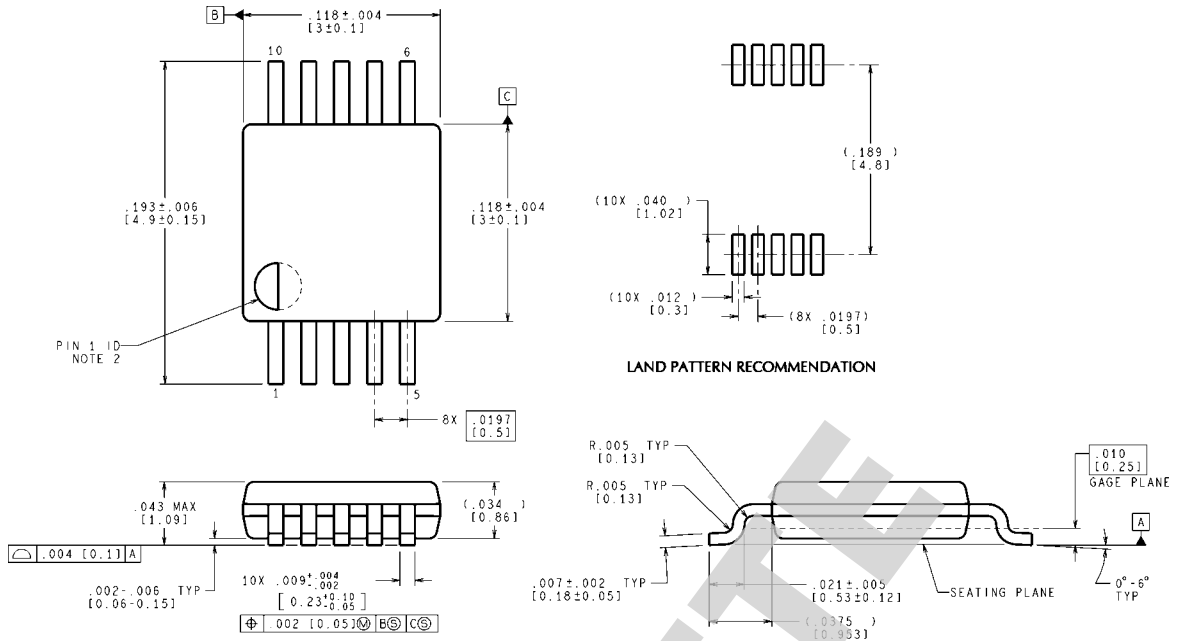 B
.118±.004
[3±0.1]
10
6
C
.193±.006
[4.9±0.15]
.118±.004
[3±0.1]
PIN 1 ID
NOTE 2
1
5
8X .0197
[0.5]
(.189 )
[4.8]
(10X .040 )
[1.02]
(10X .012 )
[0.3]
(8X .0197)
[0.5]
LAND PATTERN RECOMMENDATION
.043 MAX
[1.09]
(.034 )
[0.86]
.004 [0.1] A
.002-.006 TYP
[0.06-0.15]
10X .009+.004
-.002
[ 0.23+0.10
-0.05 ]
⌖ .002 [0.05]Ⓜ BⓈ CⓈ
R.005 TYP
[0.13]
R.005 TYP
[0.13]
.010
[0.25]
GAGE PLANE
A
.007±.002 TYP
[0.18±0.05]
.021±.005
[0.53±0.12]
SEATING PLANE
0°-6°
TYP
(.0375 )
[0.953]